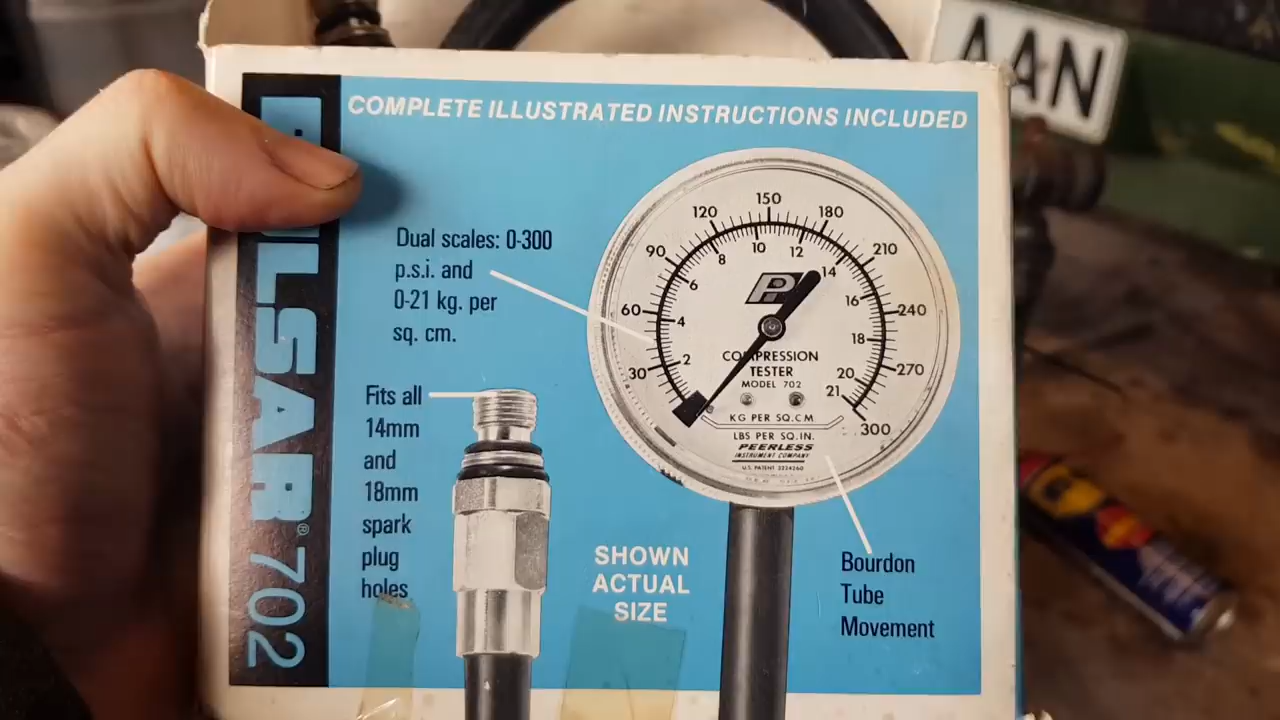 AAN
COMPLETE ILLUSTRATED INSTRUCTIONS INCLUDED
LSAR® 702
Dual scales: 0-300
p.s.i. and
0-21 kg. per
sq. cm.
Fits all
14mm
and
18mm
spark
plug
holes
SHOWN
ACTUAL
SIZE
Bourdon
Tube
Movement
30 60 90 120 150 180 210 240 270 300
2 4 6 8 10 12 14 16 18 20 21
P
COMPRESSION
TESTER
MODEL 702
KG PER SQ.CM
LBS PER SQ.IN.
PEERLESS
INSTRUMENT COMPANY
U.S. PATENT